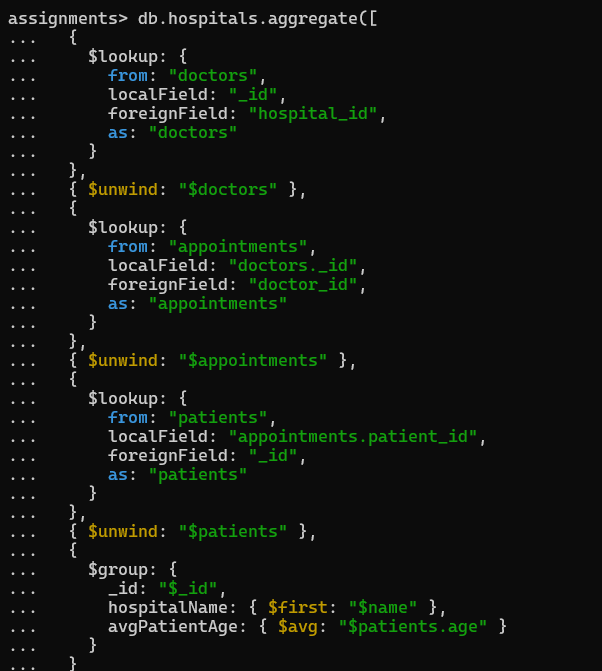 assignments> db.hospitals.aggregate([
...   {
...     $lookup: {
...       from: "doctors",
...       localField: "_id",
...       foreignField: "hospital_id",
...       as: "doctors"
...     }
...   },
...   { $unwind: "$doctors" },
...   {
...     $lookup: {
...       from: "appointments",
...       localField: "doctors._id",
...       foreignField: "doctor_id",
...       as: "appointments"
...     }
...   },
...   { $unwind: "$appointments" },
...   {
...     $lookup: {
...       from: "patients",
...       localField: "appointments.patient_id",
...       foreignField: "_id",
...       as: "patients"
...     }
...   },
...   { $unwind: "$patients" },
...   {
...     $group: {
...       _id: "$_id",
...       hospitalName: { $first: "$name" },
...       avgPatientAge: { $avg: "$patients.age" }
...     }
...   }